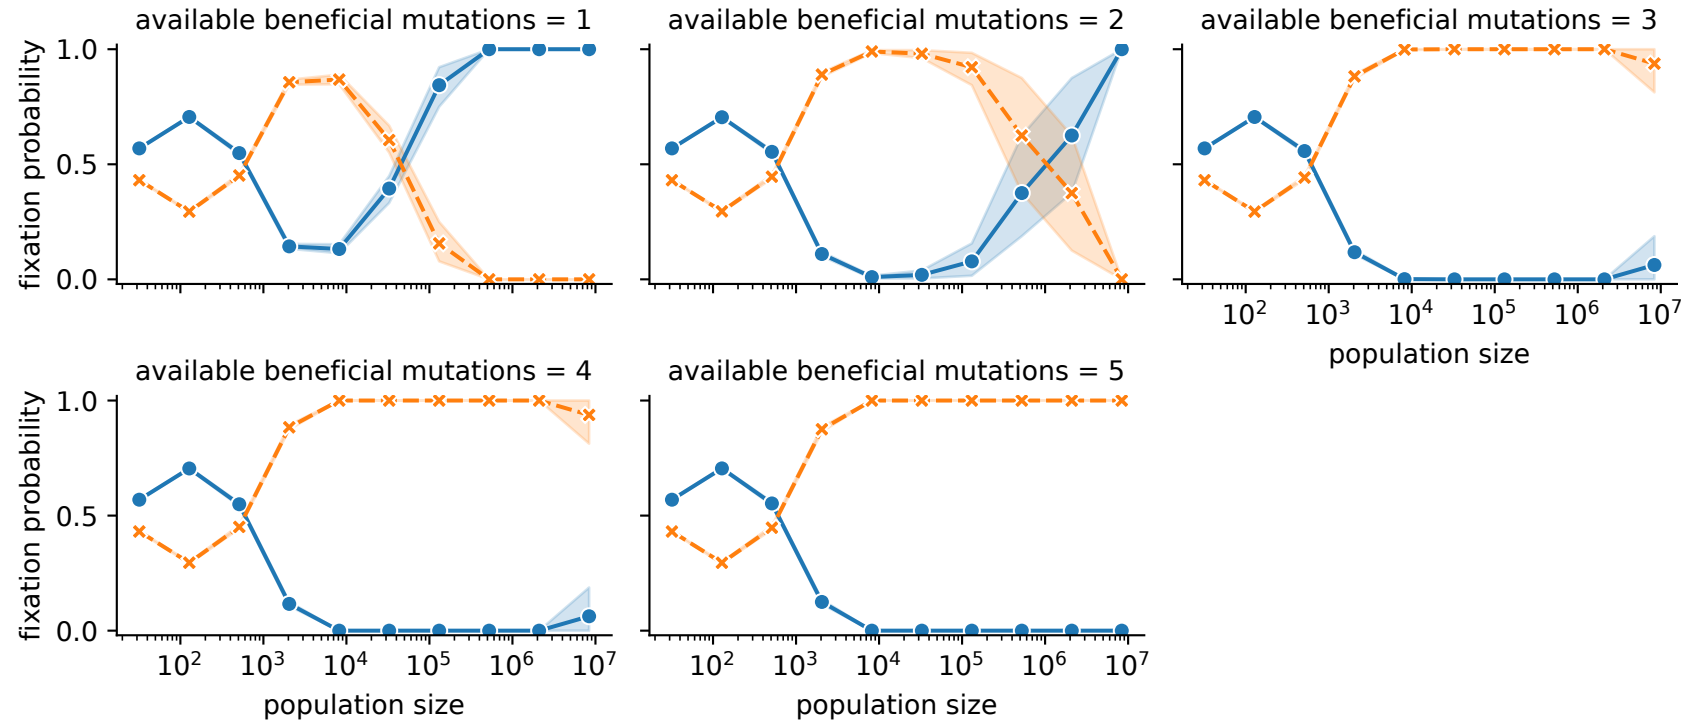 available beneficial mutations = 1
available beneficial mutations = 2
available beneficial mutations = 3
fixation probability
1.0
0.5
0.0
10² 10³ 10⁴ 10⁵ 10⁶ 10⁷
population size
available beneficial mutations = 4
available beneficial mutations = 5
fixation probability
1.0
0.5
0.0
10² 10³ 10⁴ 10⁵ 10⁶ 10⁷
population size
10² 10³ 10⁴ 10⁵ 10⁶ 10⁷
population size